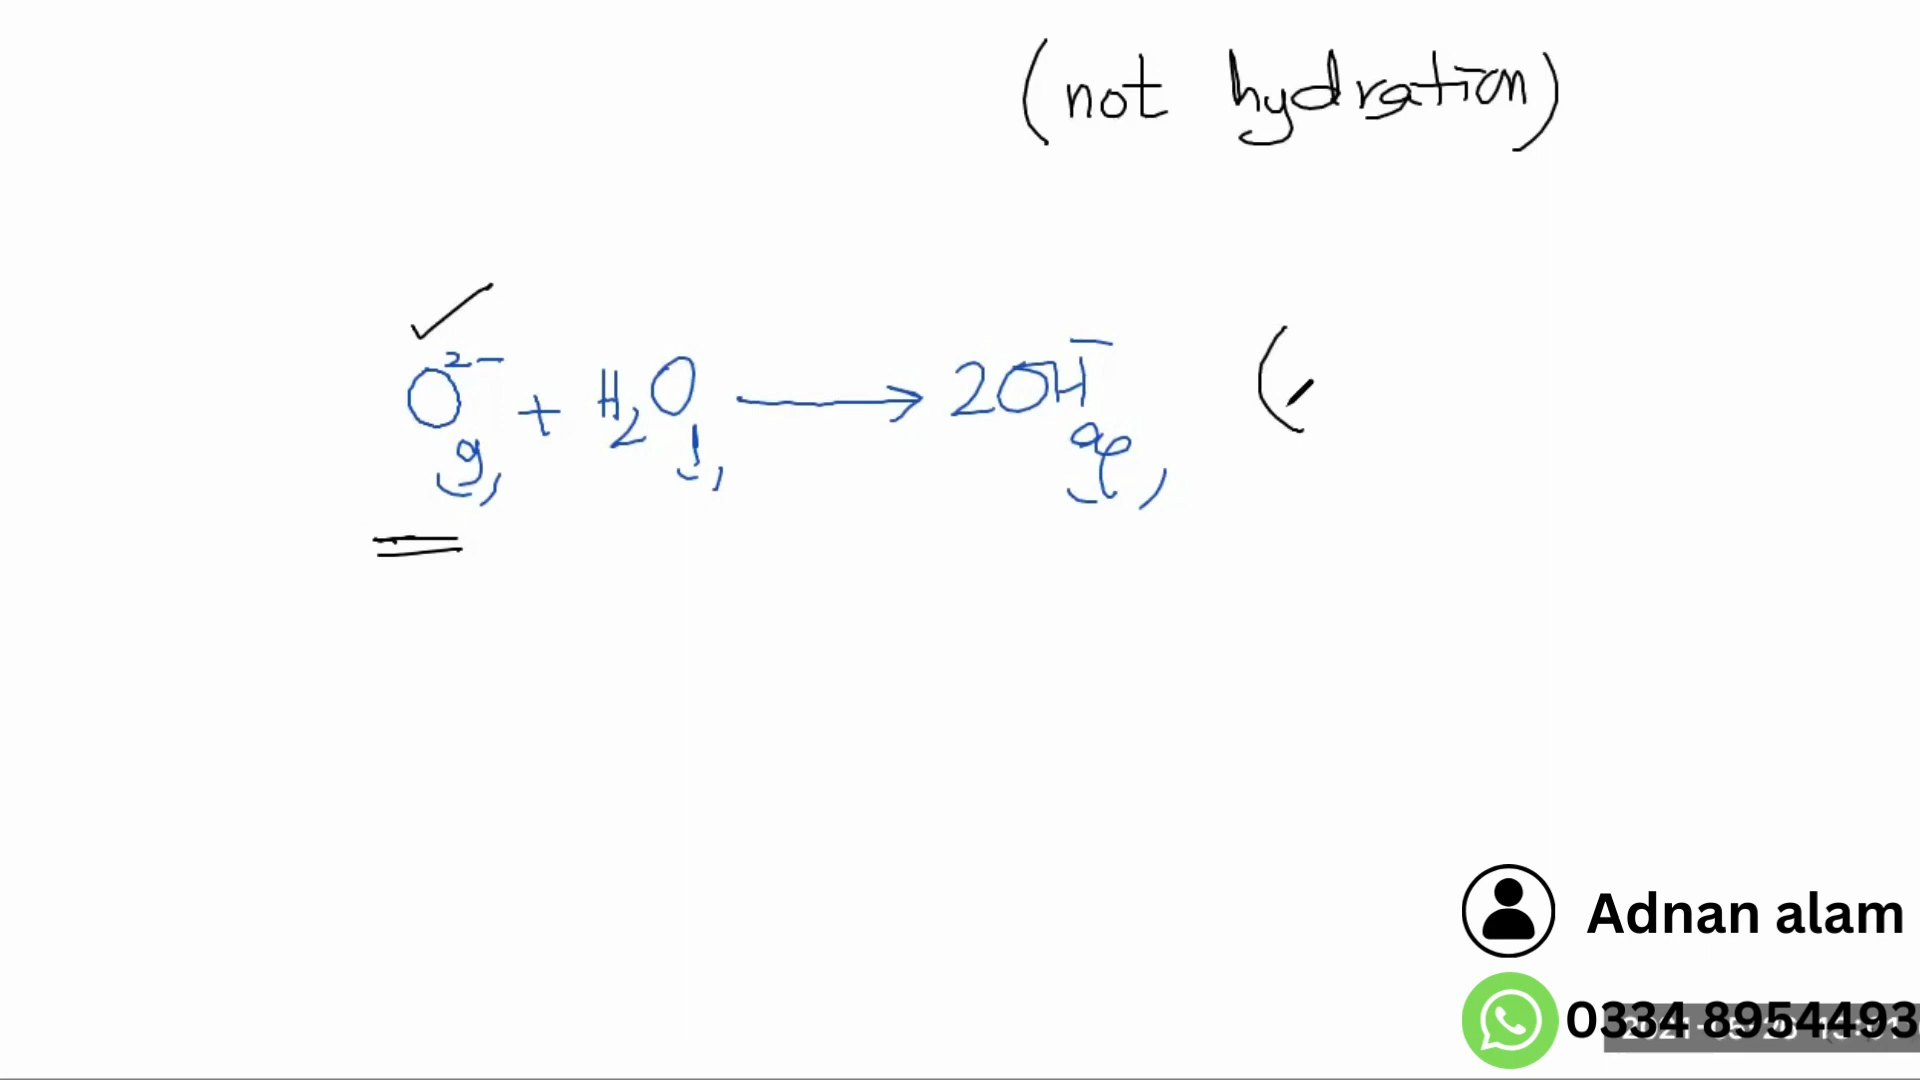 (not hydration)
O²⁻(g) + H₂O(l) ⟶ 2OH⁻(aq) (
Adnan alam
0334 8954493